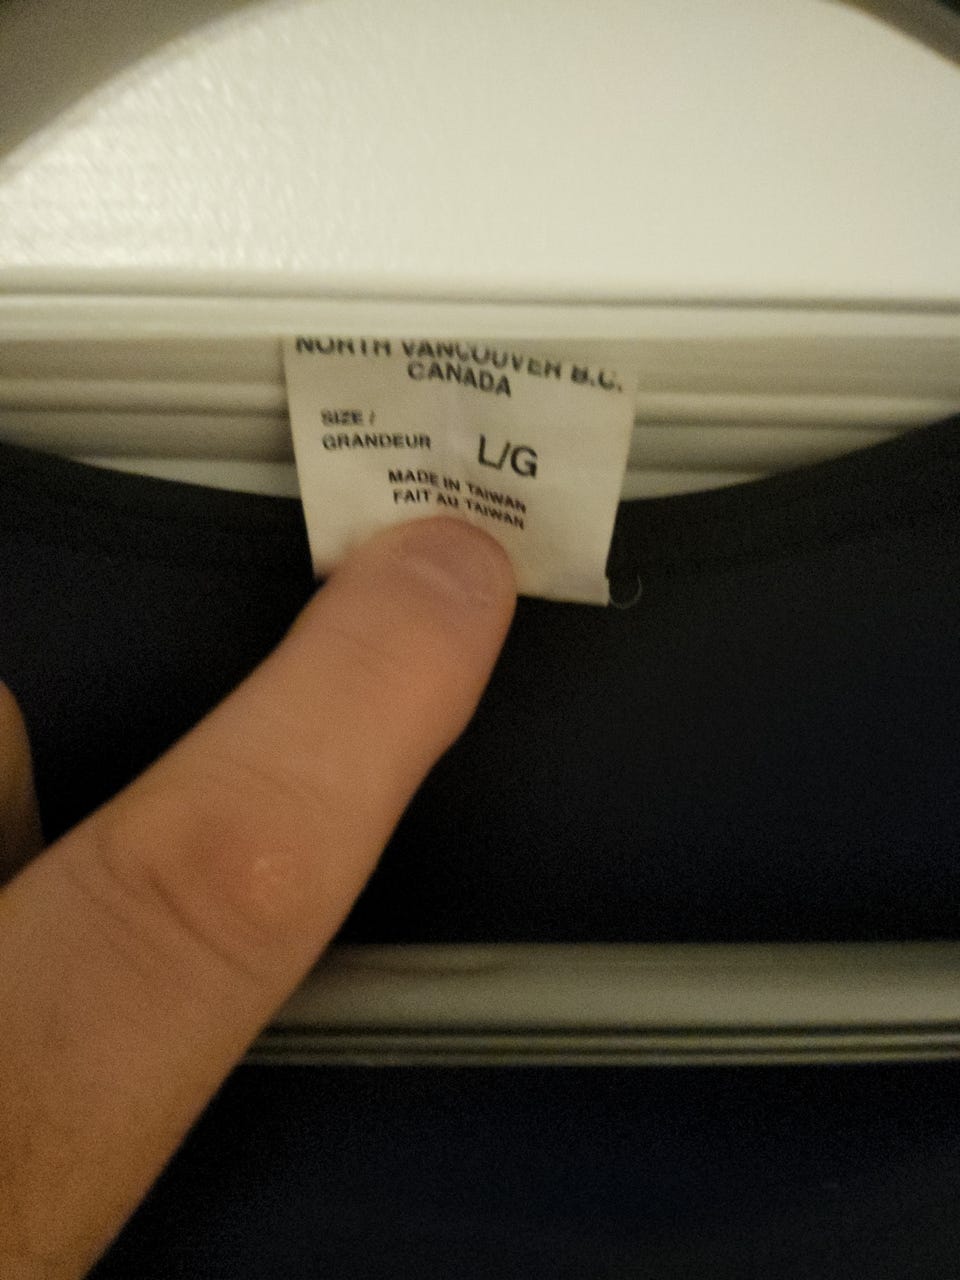 NORTH VANCOUVER B.C.
CANADA
SIZE /
GRANDEUR L/G
MADE IN TAIWAN
FAIT AU TAIWAN